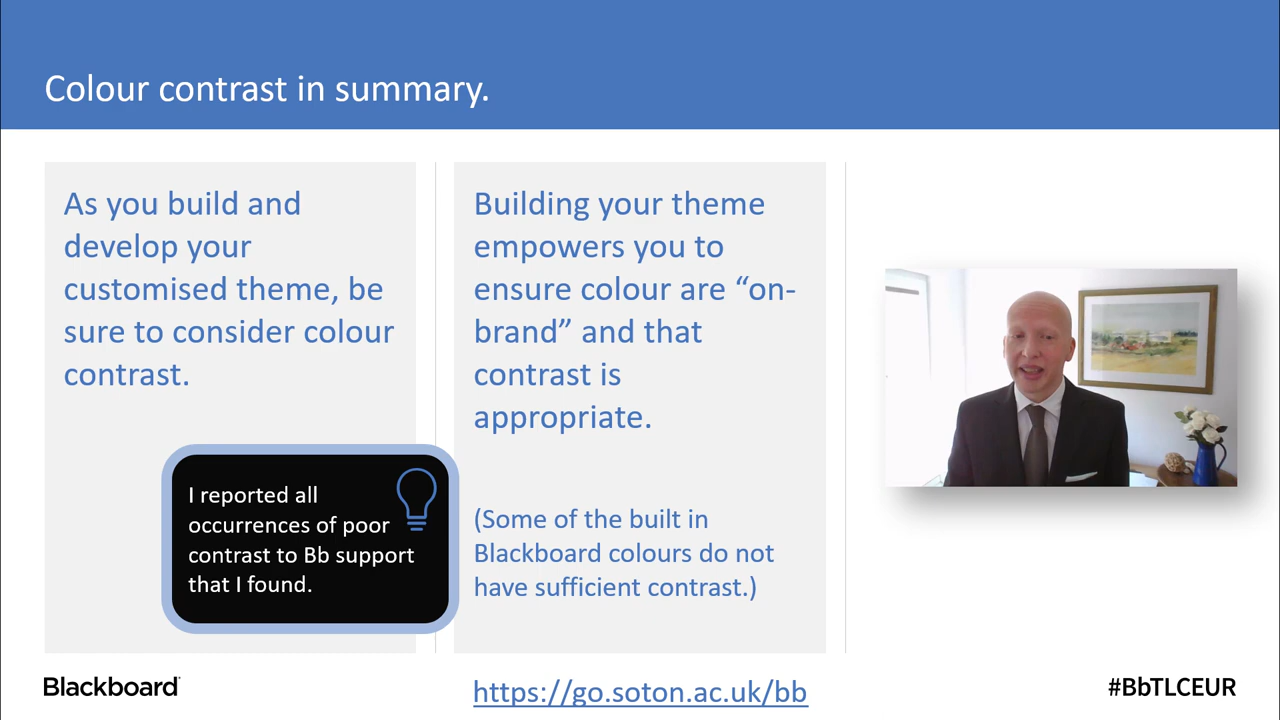 Colour contrast in summary.
As you build and
develop your
customised theme, be
sure to consider colour
contrast.
I reported all
occurrences of poor
contrast to Bb support
that I found.
Building your theme
empowers you to
ensure colour are “on-
brand” and that
contrast is
appropriate.
(Some of the built in
Blackboard colours do not
have sufficient contrast.)
Blackboard
https://go.soton.ac.uk/bb
#BbTLCEUR